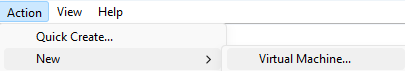 Action View Help
Quick Create...
New Virtual Machine...